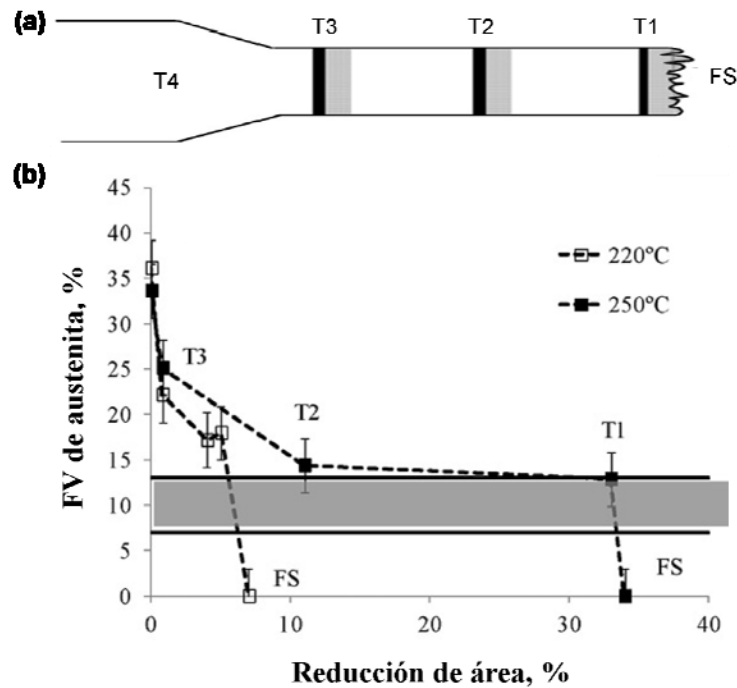 (a)
T3 T2 T1
T4
FS
(b)
45
40
35
30
25
20
15
10
5
0
FV de austenita, %
220ºC
250ºC
T3
T2
T1
FS
FS
0 10 20 30 40
Reducción de área, %